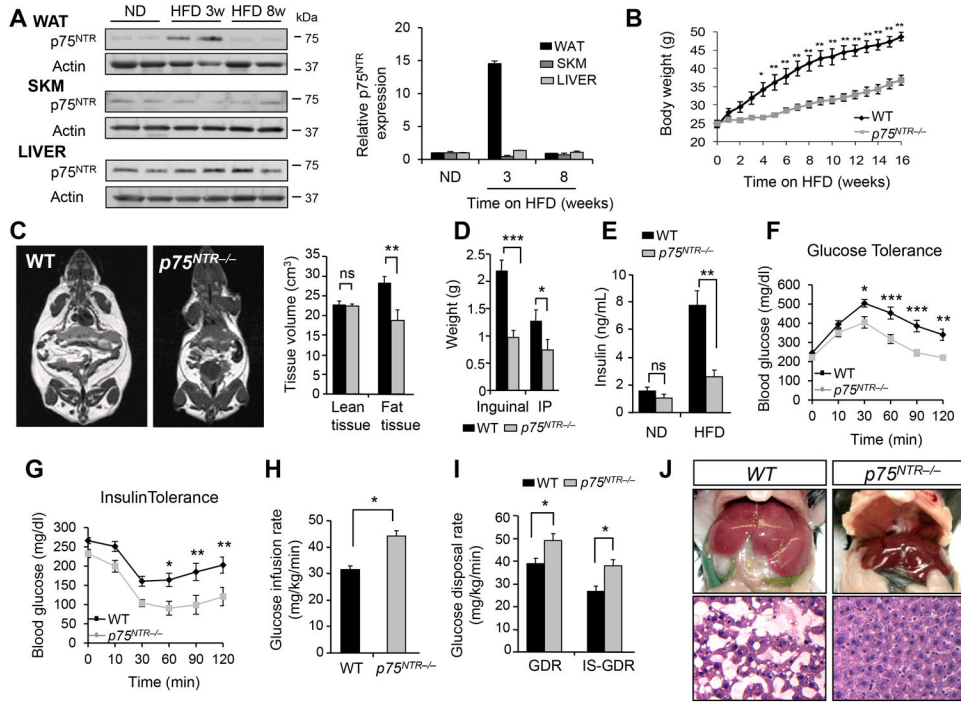 A
ND
HFD 3w
HFD 8w
kDa
WAT
p75NTR
75
Actin
37
SKM
p75NTR
75
Actin
37
LIVER
p75NTR
75
Actin
37
Relative p75NTR
expression
20
15
10
5
0
WAT
SKM
LIVER
ND
3
8
Time on HFD (weeks)
B
Body weight (g)
50
45
40
35
30
25
20
* ** ** ** ** ** ** ** ** ** ** ** **
WT
p75NTR–/–
0 2 4 6 8 10 12 14 16
Time on HFD (weeks)
C
WT
p75NTR–/–
Tissue volume (cm3)
35
30
25
20
15
10
5
0
ns
**
Lean
tissue
Fat
tissue
D
Weight (g)
2.5
2.0
1.5
1.0
0.5
0
***
*
Inguinal
IP
WT
p75NTR–/–
E
WT
p75NTR–/–
Insulin (ng/mL)
10
8
6
4
2
0
ns
**
ND
HFD
F
Glucose Tolerance
Blood glucose (mg/dl)
600
500
400
300
200
100
0
* *** *** **
WT
p75NTR–/–
0 10 30 60 90 120
Time (min)
G
InsulinTolerance
Blood glucose (mg/dl)
300
250
200
150
100
50
0
* ** **
WT
p75NTR–/–
0 10 30 60 90 120
Time (min)
H
Glucose infusion rate
(mg/kg/min)
50
40
30
20
10
0
*
WT
p75NTR–/–
I
WT
p75NTR–/–
Glucose disposal rate
(mg/kg/min)
60
50
40
30
20
10
0
*
*
GDR
IS-GDR
J
WT
p75NTR–/–